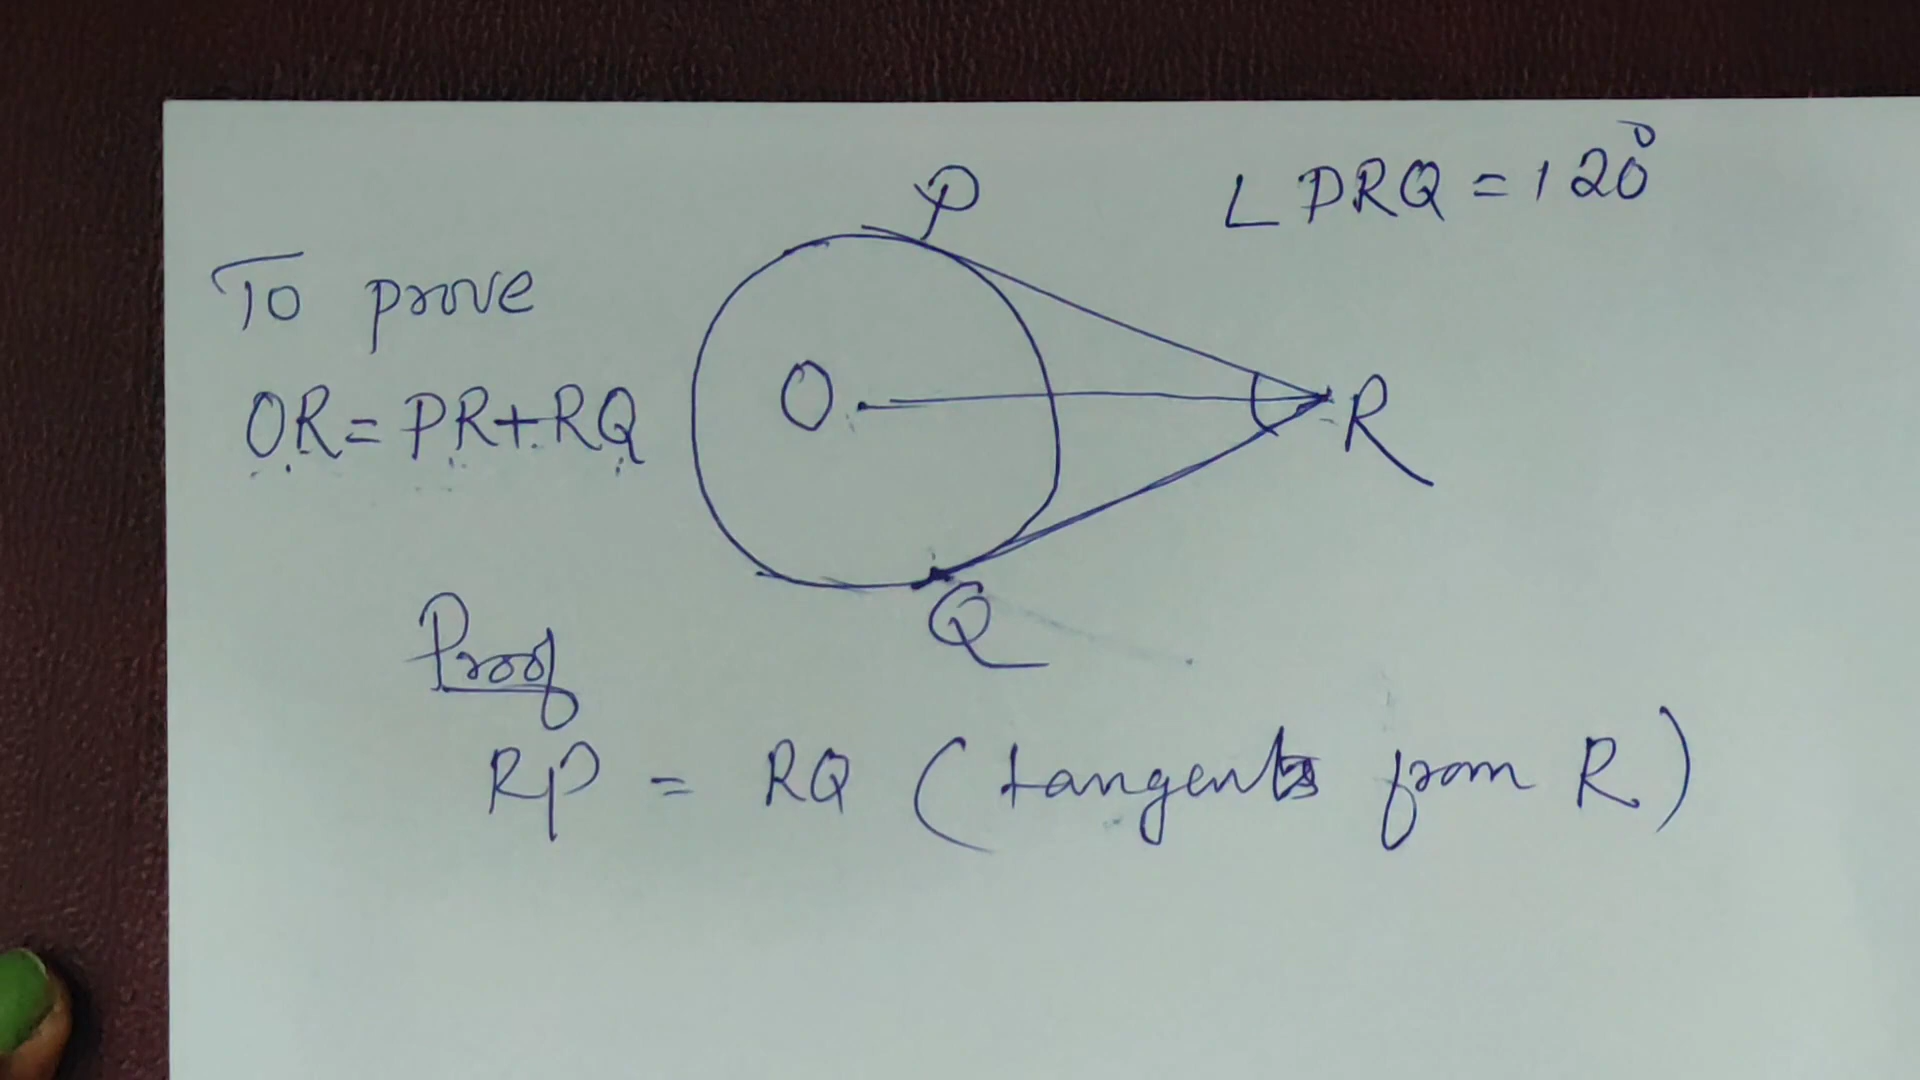 P
∠ PRQ = 120°
To prove
O
OR = PR + RQ
R
Q
Proof
RP = RQ (tangents from R)